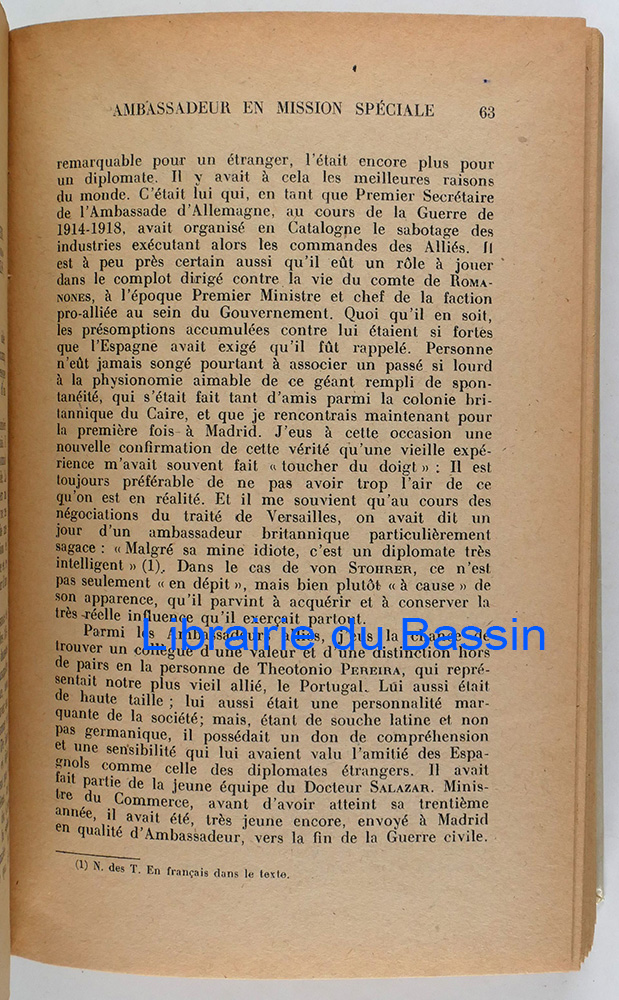 AMBASSADEUR EN MISSION SPÉCIALE 63
remarquable pour un étranger, l'était encore plus pour
un diplomate. Il y avait à cela les meilleures raisons
du monde. C'était lui qui, en tant que Premier Secrétaire
de l'Ambassade d'Allemagne, au cours de la Guerre de
1914-1918, avait organisé en Catalogne le sabotage des
industries exécutant alors les commandes des Alliés. Il
est à peu près certain aussi qu'il eût un rôle à jouer
dans le complot dirigé contre la vie du comte de ROMA-
NONES, à l'époque Premier Ministre et chef de la faction
pro-alliée au sein du Gouvernement. Quoi qu'il en soit,
les présomptions accumulées contre lui étaient si fortes
que l'Espagne avait exigé qu'il fût rappelé. Personne
n'eût jamais songé pourtant à associer un passé si lourd
à la physionomie aimable de ce géant rempli de spon-
tanéité, qui s'était fait tant d'amis parmi la colonie bri-
tannique du Caire, et que je rencontrais maintenant pour
la première fois à Madrid. J'eus à cette occasion une
nouvelle confirmation de cette vérité qu'une vieille expé-
rience m'avait souvent fait « toucher du doigt » : Il est
toujours préférable de ne pas avoir trop l'air de ce
qu'on est en réalité. Et il me souvient qu'au cours des
négociations du traité de Versailles, on avait dit un
jour d'un ambassadeur britannique particulièrement
sagace : « Malgré sa mine idiote, c'est un diplomate très
intelligent » (1). Dans le cas de von STOHRER, ce n'est
pas seulement « en dépit », mais bien plutôt « à cause » de
son apparence, qu'il parvint à acquérir et à conserver la
très réelle influence qu'il exerçait partout.
Parmi les Ambassadeurs alliés, j'eus la chance de
trouver un collègue d'une valeur et d'une distinction hors
de pairs en la personne de Theotonio PEREIRA, qui repré-
sentait notre plus vieil allié, le Portugal. Lui aussi était
de haute taille ; lui aussi était une personnalité mar-
quante de la société; mais, étant de souche latine et non
pas germanique, il possédait un don de compréhension
et une sensibilité qui lui avaient valu l'amitié des Espa-
gnols comme celle des diplomates étrangers. Il avait
fait partie de la jeune équipe du Docteur SALAZAR. Minis-
tre du Commerce, avant d'avoir atteint sa trentième
année, il avait été, très jeune encore, envoyé à Madrid
en qualité d'Ambassadeur, vers la fin de la Guerre civile.
(1) N. des T. En français dans le texte.
Librairie du Bassin